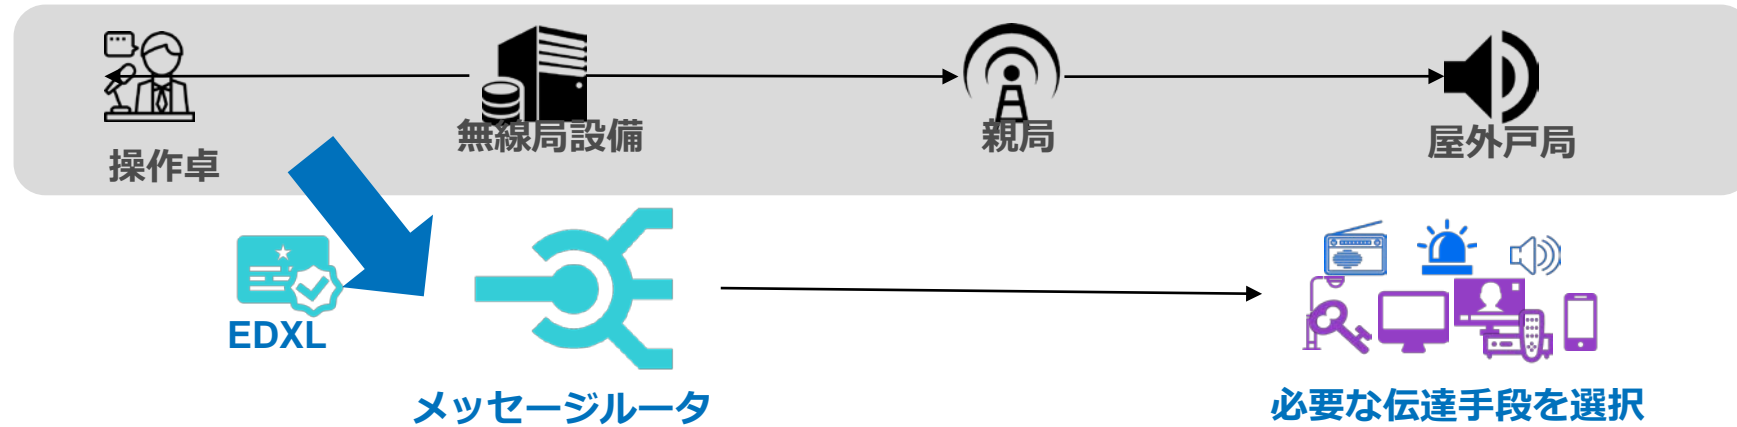 操作卓
無線局設備
親局
屋外戸局
EDXL
メッセージルータ
必要な伝達手段を選択